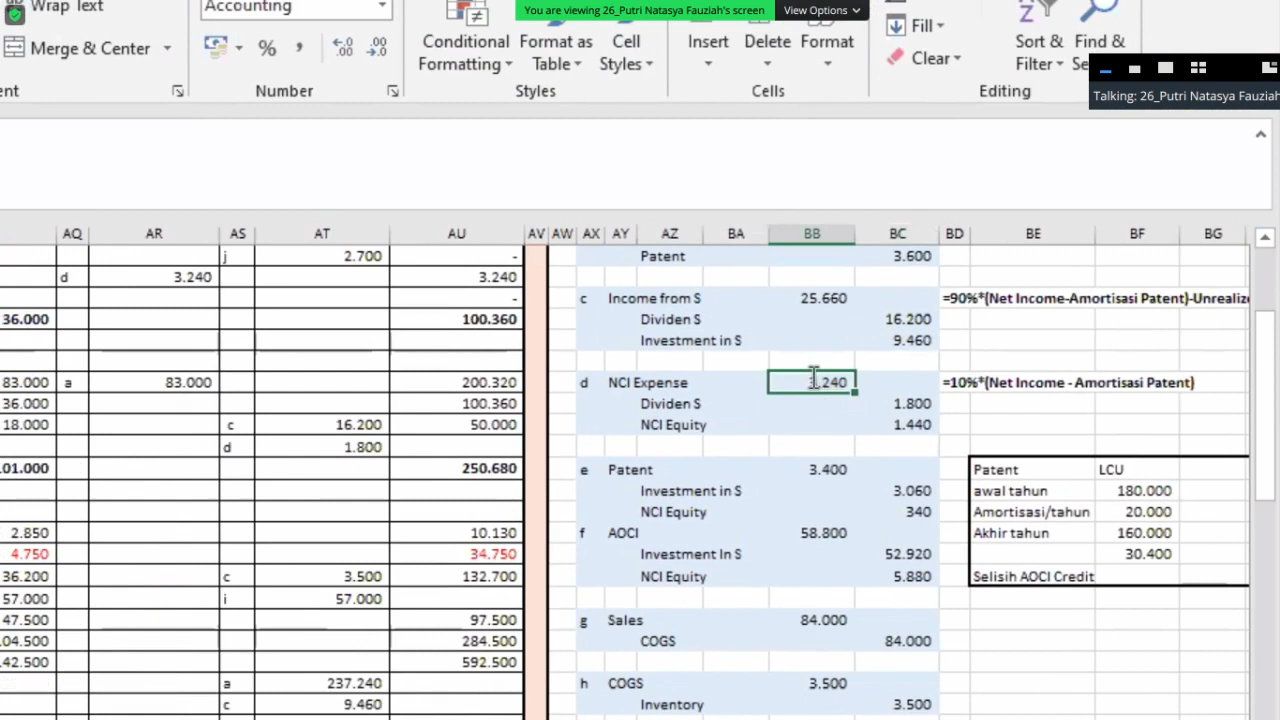 You are viewing 26_Putri Natasya Fauziah's screen View Options
Wrap Text Accounting
Merge & Center % , Conditional Formatting Format as Table Cell Styles Insert Delete Format Fill Clear Sort & Filter Find &
Talking: 26_Putri Natasya Fauziah
Number Styles Cells Editing
AQ AR AS AT AU AV AW AX AY AZ BA BB BC BD BE BF BG
j 2.700 - Patent 3.600
d 3.240 3.240
- c Income from S 25.660 =90%*(Net Income-Amortisasi Patent)-Unrealiz
36.000 100.360 Dividen S 16.200
Investment in S 9.460
83.000 a 83.000 200.320 d NCI Expense 3.240 =10%*(Net Income - Amortisasi Patent)
36.000 100.360 Dividen S 1.800
18.000 c 16.200 50.000 NCI Equity 1.440
d 1.800
01.000 250.680 e Patent 3.400 Patent LCU
Investment in S 3.060 awal tahun 180.000
NCI Equity 340 Amortisasi/tahun 20.000
2.850 10.130 f AOCI 58.800 Akhir tahun 160.000
4.750 34.750 Investment In S 52.920 30.400
36.200 c 3.500 132.700 NCI Equity 5.880 Selisih AOCI Credit
57.000 i 57.000
47.500 97.500 g Sales 84.000
04.500 284.500 COGS 84.000
42.500 592.500
a 237.240 h COGS 3.500
c 9.460 Inventory 3.500